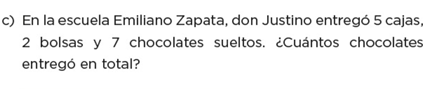 c) En la escuela Emiliano Zapata, don Justino entregó 5 cajas,
2 bolsas y 7 chocolates sueltos. ¿Cuántos chocolates
entregó en total?